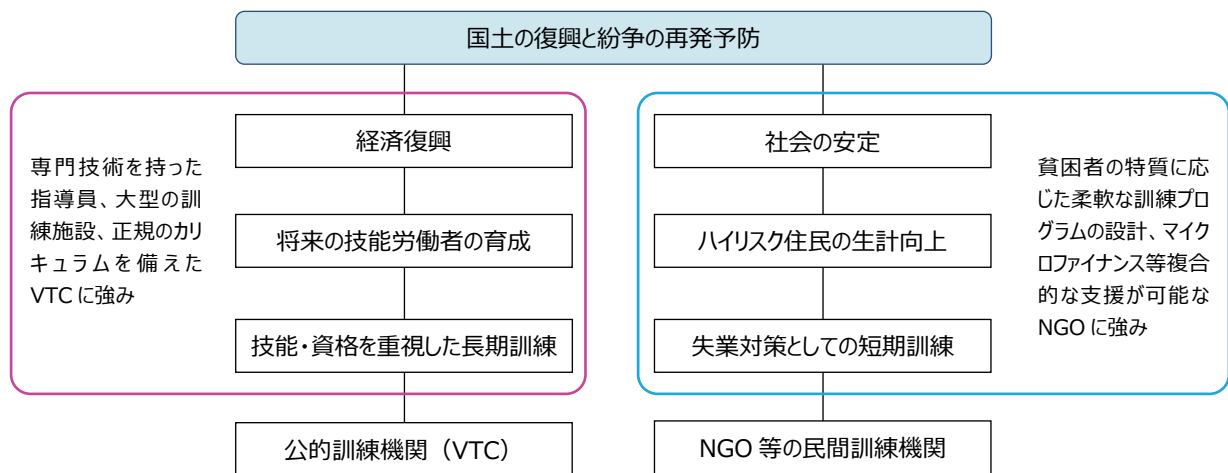 国土の復興と紛争の再発予防
専門技術を持った
指導員、大型の訓
練施設、正規のカリ
キュラムを備えた
VTCに強み
経済復興
将来の技能労働者の育成
技能・資格を重視した長期訓練
公的訓練機関（VTC）
社会の安定
ハイリスク住民の生計向上
失業対策としての短期訓練
NGO 等の民間訓練機関
貧困者の特質に応
じた柔軟な訓練プロ
グラムの設計、マイク
ロファイナンス等複合
的な支援が可能な
NGO に強み